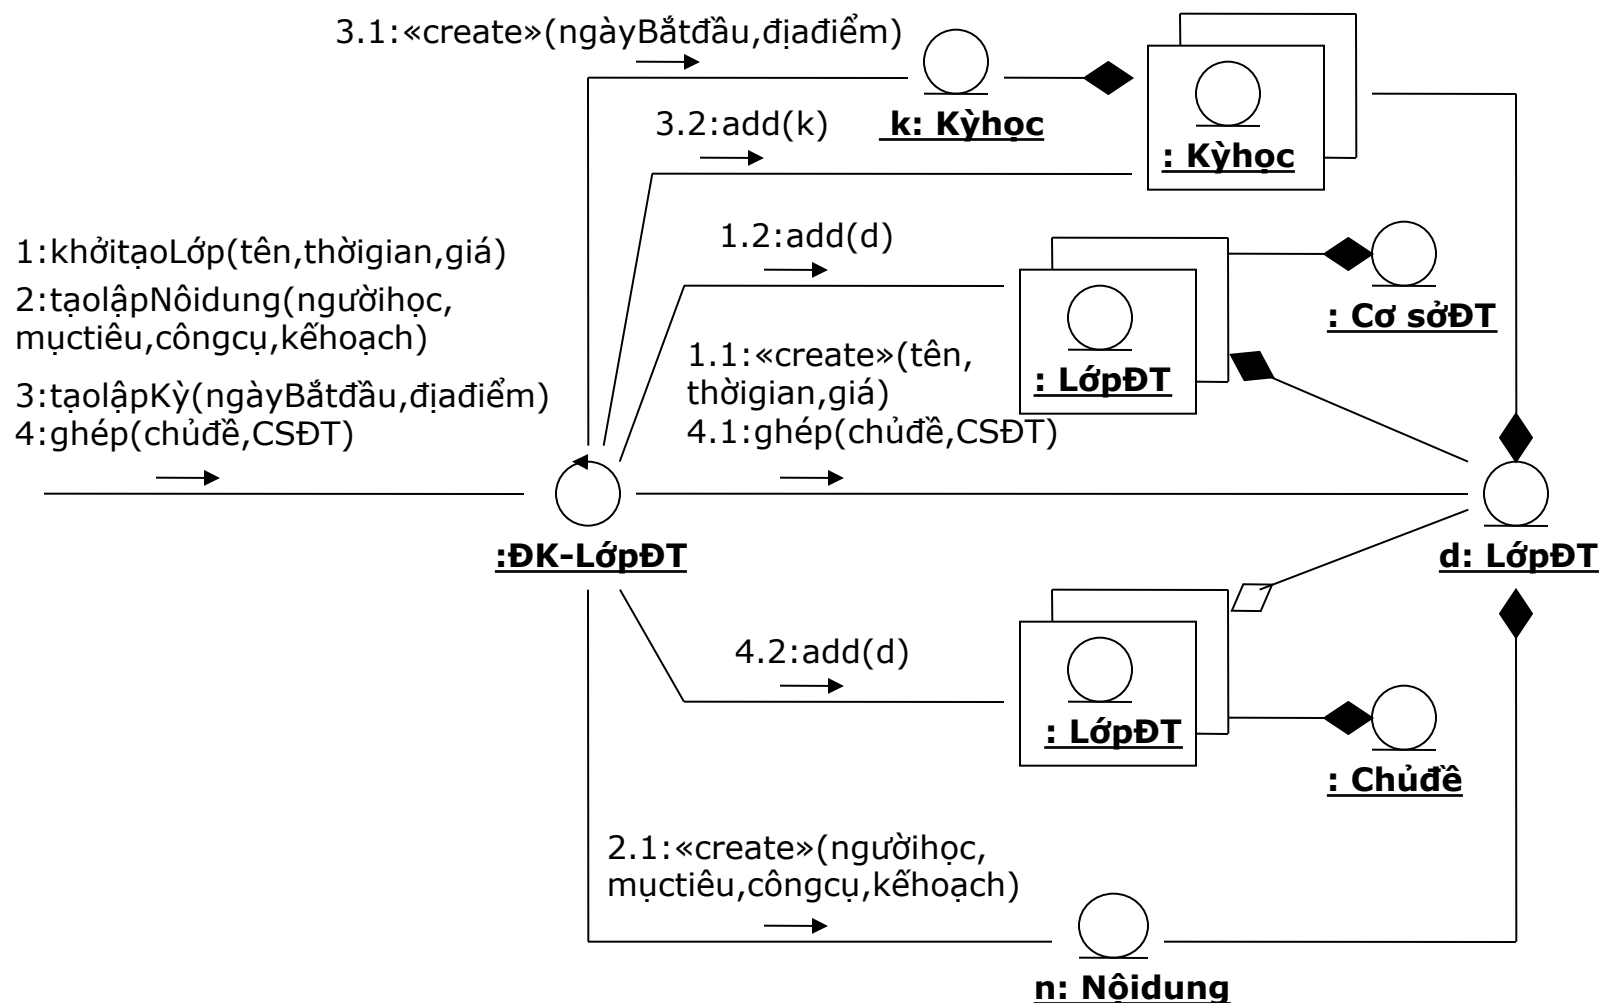 3.1:«create»(ngàyBắtđầu,địađiểm)
3.2:add(k)
k: Kỳhọc
: Kỳhọc
1:khởitạoLớp(tên,thờigian,giá)
2:tạolậpNôidung(ngườihọc,
mụctiêu,côngcụ,kếhoạch)
3:tạolậpKỳ(ngàyBắtđầu,địađiểm)
4:ghép(chủđề,CSĐT)
1.2:add(d)
: Cơ sởĐT
1.1:«create»(tên,
thờigian,giá)
4.1:ghép(chủđề,CSĐT)
: LớpĐT
:ĐK-LớpĐT
d: LớpĐT
4.2:add(d)
: LớpĐT
: Chủđề
2.1:«create»(ngườihọc,
mụctiêu,côngcụ,kếhoạch)
n: Nộidung